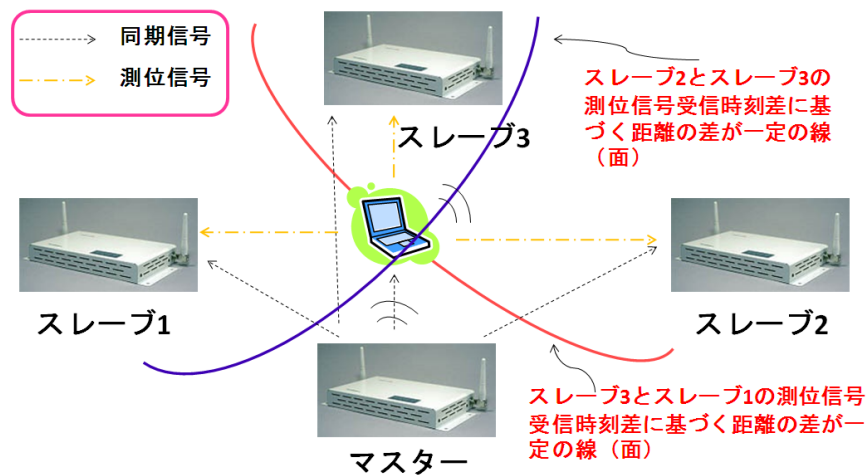 同期信号
測位信号
スレーブ3
スレーブ2とスレーブ3の
測位信号受信時刻差に基
づく距離の差が一定の線
（面）
スレーブ1
スレーブ2
マスター
スレーブ3とスレーブ1の測位信号
受信時刻差に基づく距離の差が一
定の線（面）